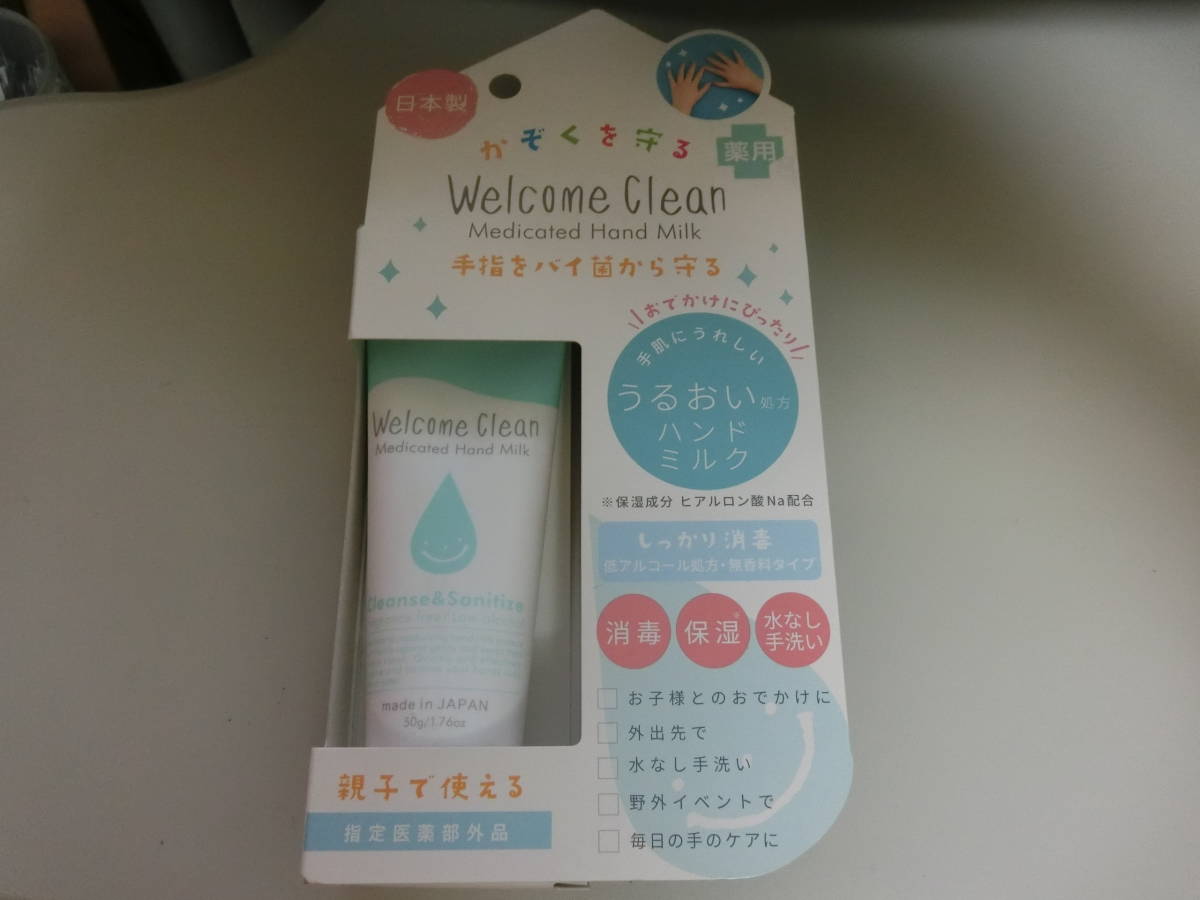 日本製
かぞくを守る
薬用
Welcome Clean
Medicated Hand Milk
手指をバイ菌から守る
おでかけにぴったり
手肌にうれしい
うるおい処方
ハンド
ミルク
※保湿成分 ヒアルロン酸Na配合
しっかり消毒
低アルコール処方・無香料タイプ
消毒
保湿※
水なし
手洗い
お子様とのおでかけに
外出先で
水なし手洗い
野外イベントで
毎日の手のケアに
Welcome Clean
Medicated Hand Milk
Cleanse&Sanitize
made in JAPAN
50g/1.76oz
親子で使える
指定医薬部外品